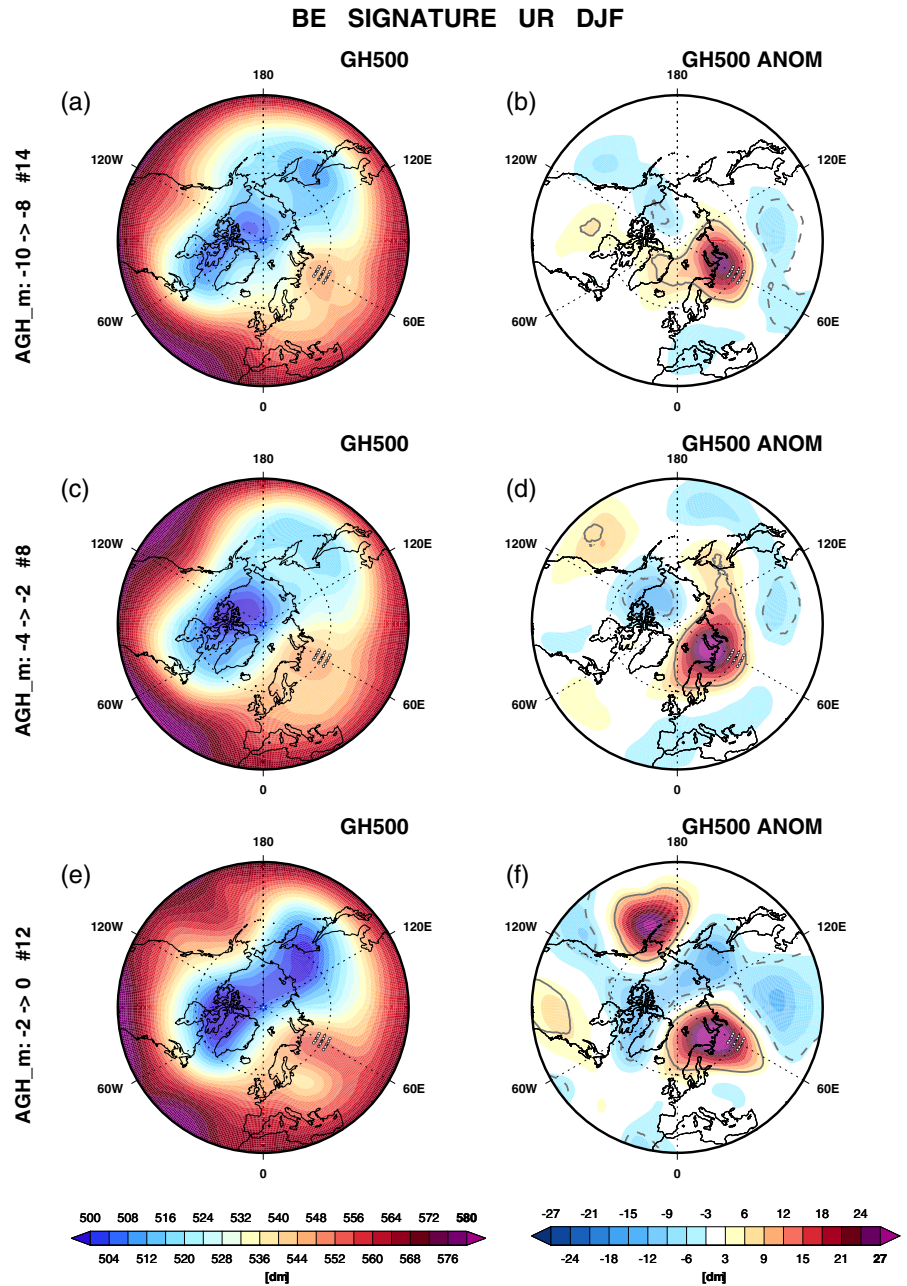 BE SIGNATURE UR DJF
GH500
GH500 ANOM
(a)
180
(b)
180
120W
120E
120W
120E
AGH_m: -10 -> -8 #14
60W
60E
60W
60E
0
0
GH500
GH500 ANOM
(c)
180
(d)
180
120W
120E
120W
120E
AGH_m: -4 -> -2 #8
60W
60E
60W
60E
0
0
GH500
GH500 ANOM
(e)
180
(f)
180
120W
120E
120W
120E
AGH_m: -2 -> 0 #12
60W
60E
60W
60E
0
0
500 508 516 524 532 540 548 556 564 572 580
504 512 520 528 536 544 552 560 568 576
[dm]
-27 -21 -15 -9 -3 6 12 18 24
-24 -18 -12 -6 3 9 15 21 27
[dm]